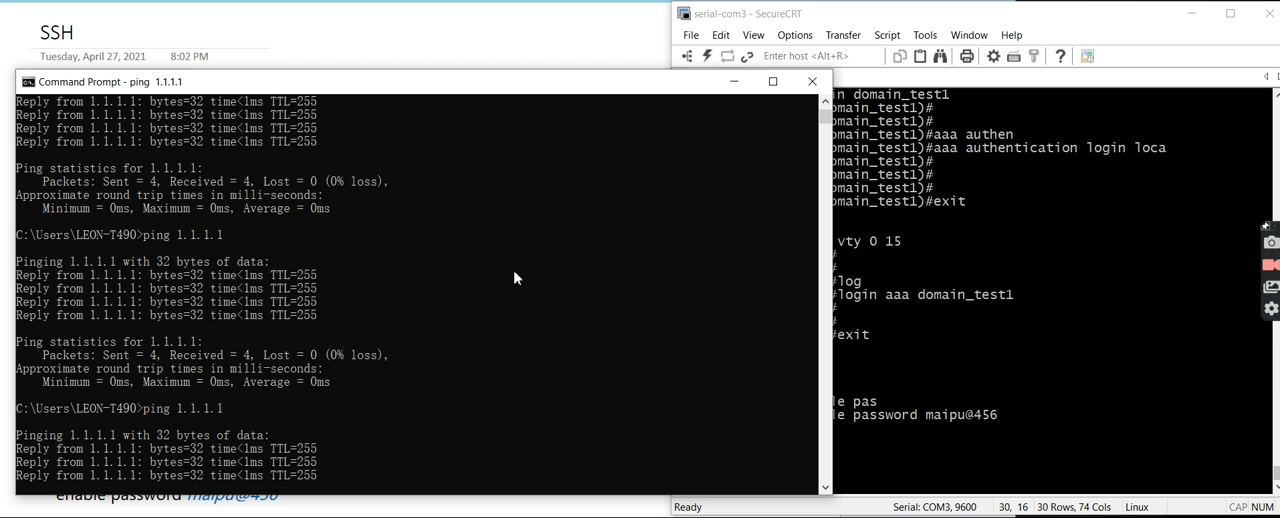 SSH
Tuesday, April 27, 2021 8:02 PM
Command Prompt - ping 1.1.1.1
Reply from 1.1.1.1: bytes=32 time<1ms TTL=255
Reply from 1.1.1.1: bytes=32 time<1ms TTL=255
Reply from 1.1.1.1: bytes=32 time<1ms TTL=255
Reply from 1.1.1.1: bytes=32 time<1ms TTL=255
Ping statistics for 1.1.1.1:
Packets: Sent = 4, Received = 4, Lost = 0 (0% loss),
Approximate round trip times in milli-seconds:
Minimum = 0ms, Maximum = 0ms, Average = 0ms
C:\Users\LEON-T490>ping 1.1.1.1
Pinging 1.1.1.1 with 32 bytes of data:
Reply from 1.1.1.1: bytes=32 time<1ms TTL=255
Reply from 1.1.1.1: bytes=32 time<1ms TTL=255
Reply from 1.1.1.1: bytes=32 time<1ms TTL=255
Reply from 1.1.1.1: bytes=32 time<1ms TTL=255
Ping statistics for 1.1.1.1:
Packets: Sent = 4, Received = 4, Lost = 0 (0% loss),
Approximate round trip times in milli-seconds:
Minimum = 0ms, Maximum = 0ms, Average = 0ms
C:\Users\LEON-T490>ping 1.1.1.1
Pinging 1.1.1.1 with 32 bytes of data:
Reply from 1.1.1.1: bytes=32 time<1ms TTL=255
Reply from 1.1.1.1: bytes=32 time<1ms TTL=255
Reply from 1.1.1.1: bytes=32 time<1ms TTL=255
enable password maipu@456
serial-com3 - SecureCRT
File Edit View Options Transfer Script Tools Window Help
Enter host <Alt+R>
in domain_test1
omain_test1)#
omain_test1)#
omain_test1)#aaa authen
omain_test1)#aaa authentication login loca
omain_test1)#
omain_test1)#
omain_test1)#
omain_test1)#exit
vty 0 15
#
#
#log
#login aaa domain_test1
#
#
#exit
le pas
le password maipu@456
Ready Serial: COM3, 9600 30, 16 30 Rows, 74 Cols Linux CAP NUM